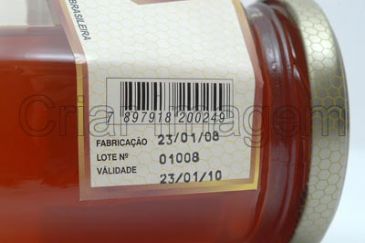 BRASILEIRA
7 897918 200249
FABRICAÇÃO 23/01/08
LOTE Nº 01008
VALIDADE 23/01/10
Criar Imagem